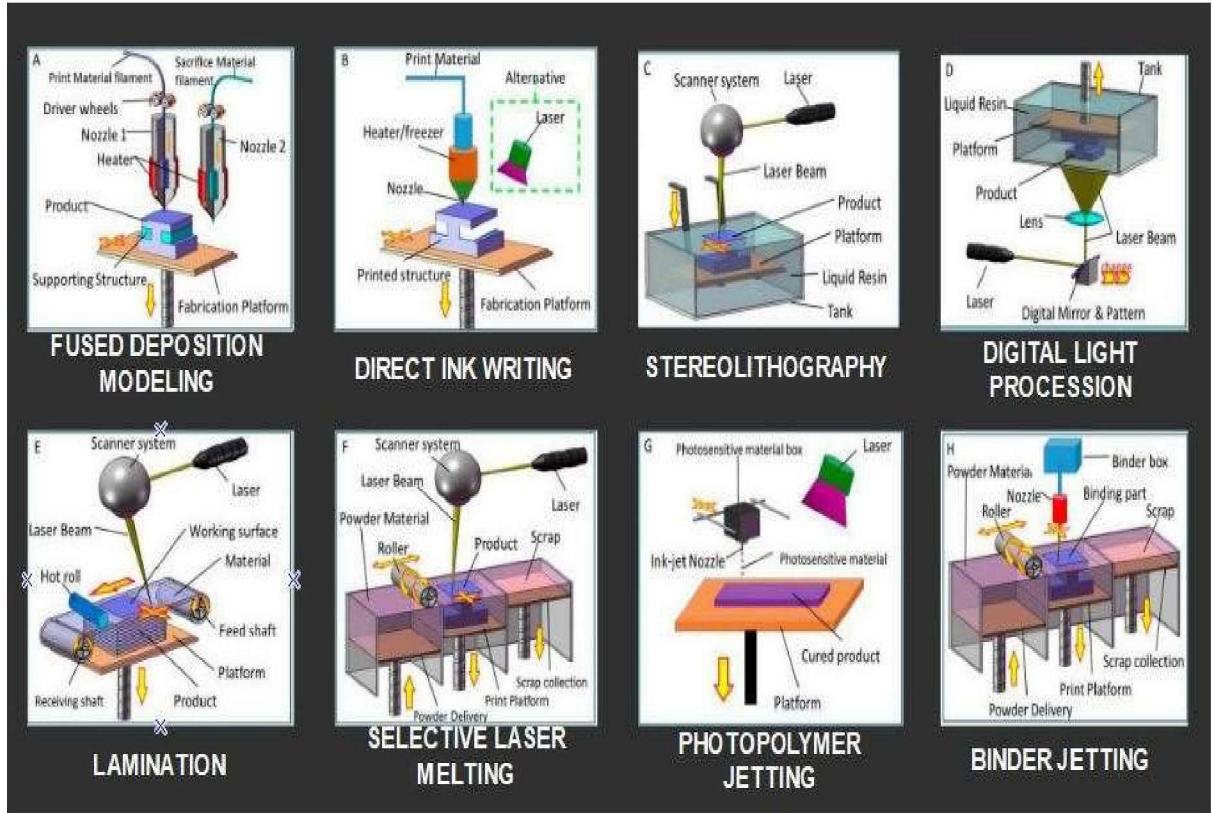 A
Sacrifice Material
Print Material filament
filament
Driver wheels
Nozzle 1
Nozzle 2
Heater
Product
Supporting Structure
Fabrication Platform
FUSED DEPOSITION
MODELING
B
Print Material
Alternative
Laser
Heater/freezer
Nozzle
Printed structure
Fabrication Platform
DIRECT INK WRITING
C
Scanner system
Laser
Laser Beam
Product
Platform
Liquid Resin
Tank
STEREOLITHOGRAPHY
D
Tank
Liquid Resin
Platform
Product
Lens
Laser Beam
change
Laser
Digital Mirror & Pattern
DIGITAL LIGHT
PROCESSION
E
Scanner system
Laser
Laser Beam
Working surface
Material
Hot roll
Feed shaft
Platform
Receiving shaft
Product
LAMINATION
F
Scanner system
Laser Beam
Laser
Powder Material
Roller
Product
Scrap
Scrap collection
Print Platform
Powder Delivery
SELECTIVE LASER
MELTING
G
Photosensitive material box
Laser
Ink-jet Nozzle
Photosensitive material
Cured product
Platform
PHOTOPOLYMER
JETTING
H
Binder box
Powder Material
Nozzle
Binding part
Roller
Scrap
Scrap collection
Print Platform
Powder Delivery
BINDER JETTING